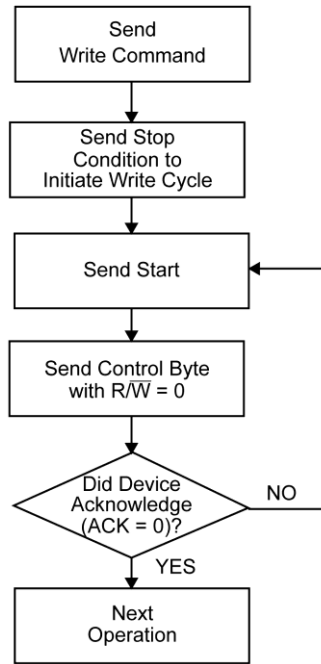 Send
Write Command
Send Stop
Condition to
Initiate Write Cycle
Send Start
Send Control Byte
with R/W̅ = 0
Did Device
Acknowledge
(ACK = 0)?
NO
YES
Next
Operation